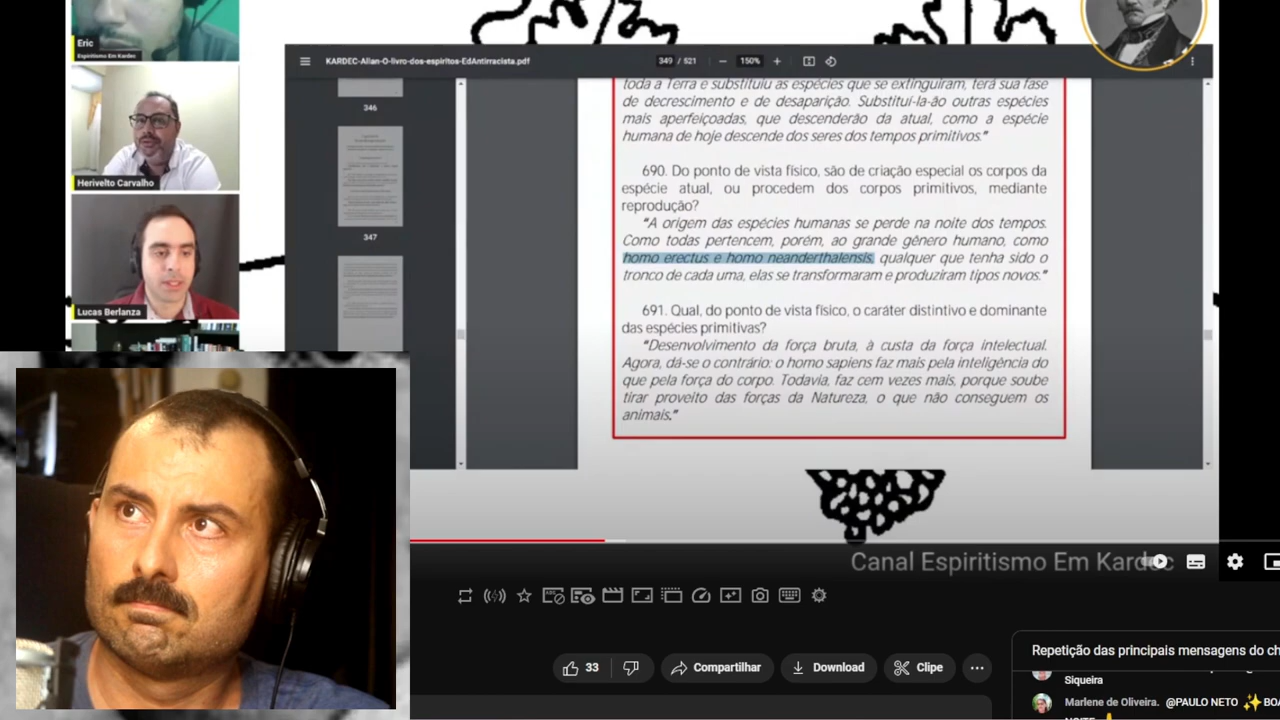 Eric
Espiritismo Em Kardec
Herivelto Carvalho
Lucas Berlanza
KARDEC-Allan-O-livro-dos-espiritos-EdAntirracista.pdf
349 / 521
150%
346
347
toda a Terra e substituiu as espécies que se extinguiram, terá sua fase
de decrescimento e de desaparição. Substituí-la-ão outras espécies
mais aperfeiçoadas, que descenderão da atual, como a espécie
humana de hoje descende dos seres dos tempos primitivos."
690. Do ponto de vista físico, são de criação especial os corpos da
espécie atual, ou procedem dos corpos primitivos, mediante
reprodução?
"A origem das espécies humanas se perde na noite dos tempos.
Como todas pertencem, porém, ao grande gênero humano, como
homo erectus e homo neanderthalensis, qualquer que tenha sido o
tronco de cada uma, elas se transformaram e produziram tipos novos."
691. Qual, do ponto de vista físico, o caráter distintivo e dominante
das espécies primitivas?
"Desenvolvimento da força bruta, à custa da força intelectual.
Agora, dá-se o contrário: o homo sapiens faz mais pela inteligência do
que pela força do corpo. Todavia, faz cem vezes mais, porque soube
tirar proveito das forças da Natureza, o que não conseguem os
animais."
Canal Espiritismo Em Kardec
33
Compartilhar
Download
Clipe
Repetição das principais mensagens do ch
Siqueira
Marlene de Oliveira. @PAULO NETO ✨BO